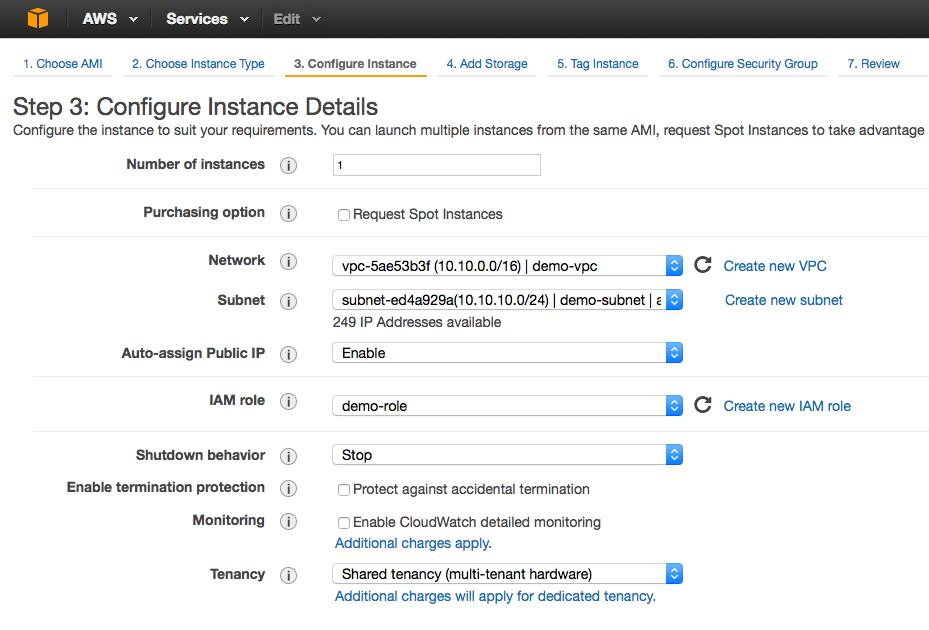 AWS Services Edit
1. Choose AMI 2. Choose Instance Type 3. Configure Instance 4. Add Storage 5. Tag Instance 6. Configure Security Group 7. Review
Step 3: Configure Instance Details
Configure the instance to suit your requirements. You can launch multiple instances from the same AMI, request Spot Instances to take advantage
Number of instances i 1
Purchasing option i Request Spot Instances
Network i vpc-5ae53b3f (10.10.0.0/16) | demo-vpc Create new VPC
Subnet i subnet-ed4a929a(10.10.10.0/24) | demo-subnet | a Create new subnet
249 IP Addresses available
Auto-assign Public IP i Enable
IAM role i demo-role Create new IAM role
Shutdown behavior i Stop
Enable termination protection i Protect against accidental termination
Monitoring i Enable CloudWatch detailed monitoring
Additional charges apply.
Tenancy i Shared tenancy (multi-tenant hardware)
Additional charges will apply for dedicated tenancy.